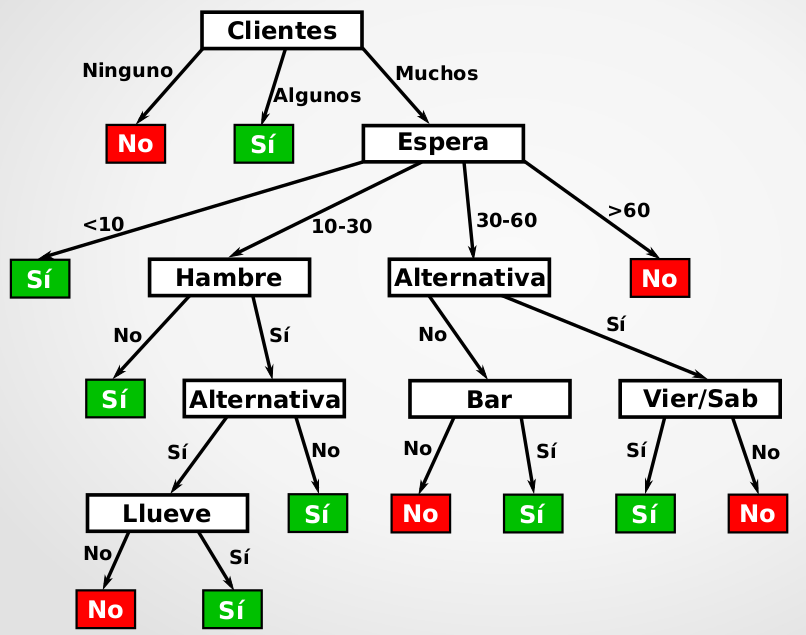 Clientes
Ninguno
Algunos
Muchos
No
Sí
Espera
<10
10-30
30-60
>60
Sí
Hambre
Alternativa
No
No
Sí
No
Sí
Sí
Alternativa
Bar
Vier/Sab
Sí
No
No
Sí
Sí
No
Llueve
Sí
No
Sí
Sí
No
No
Sí
No
Sí